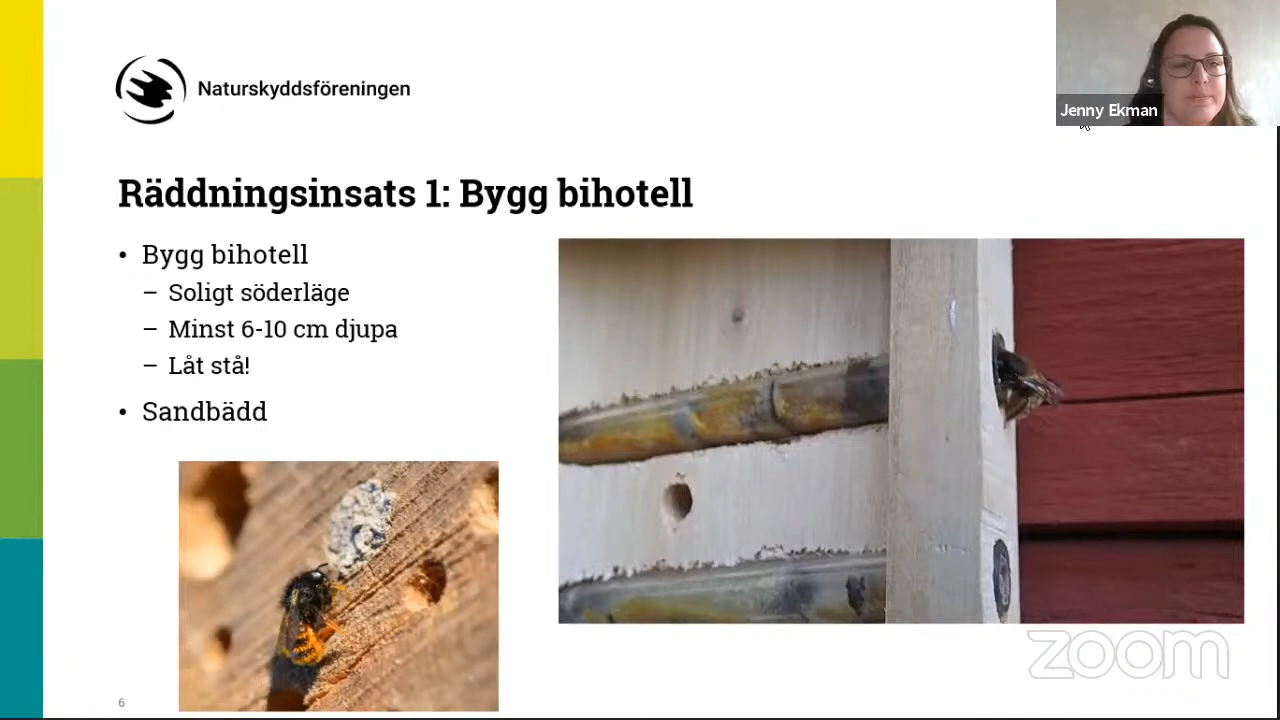 Naturskyddsföreningen
Jenny Ekman
Räddningsinsats 1: Bygg bihotell
• Bygg bihotell
– Soligt söderläge
– Minst 6-10 cm djupa
– Låt stå!
• Sandbädd
zoom
6